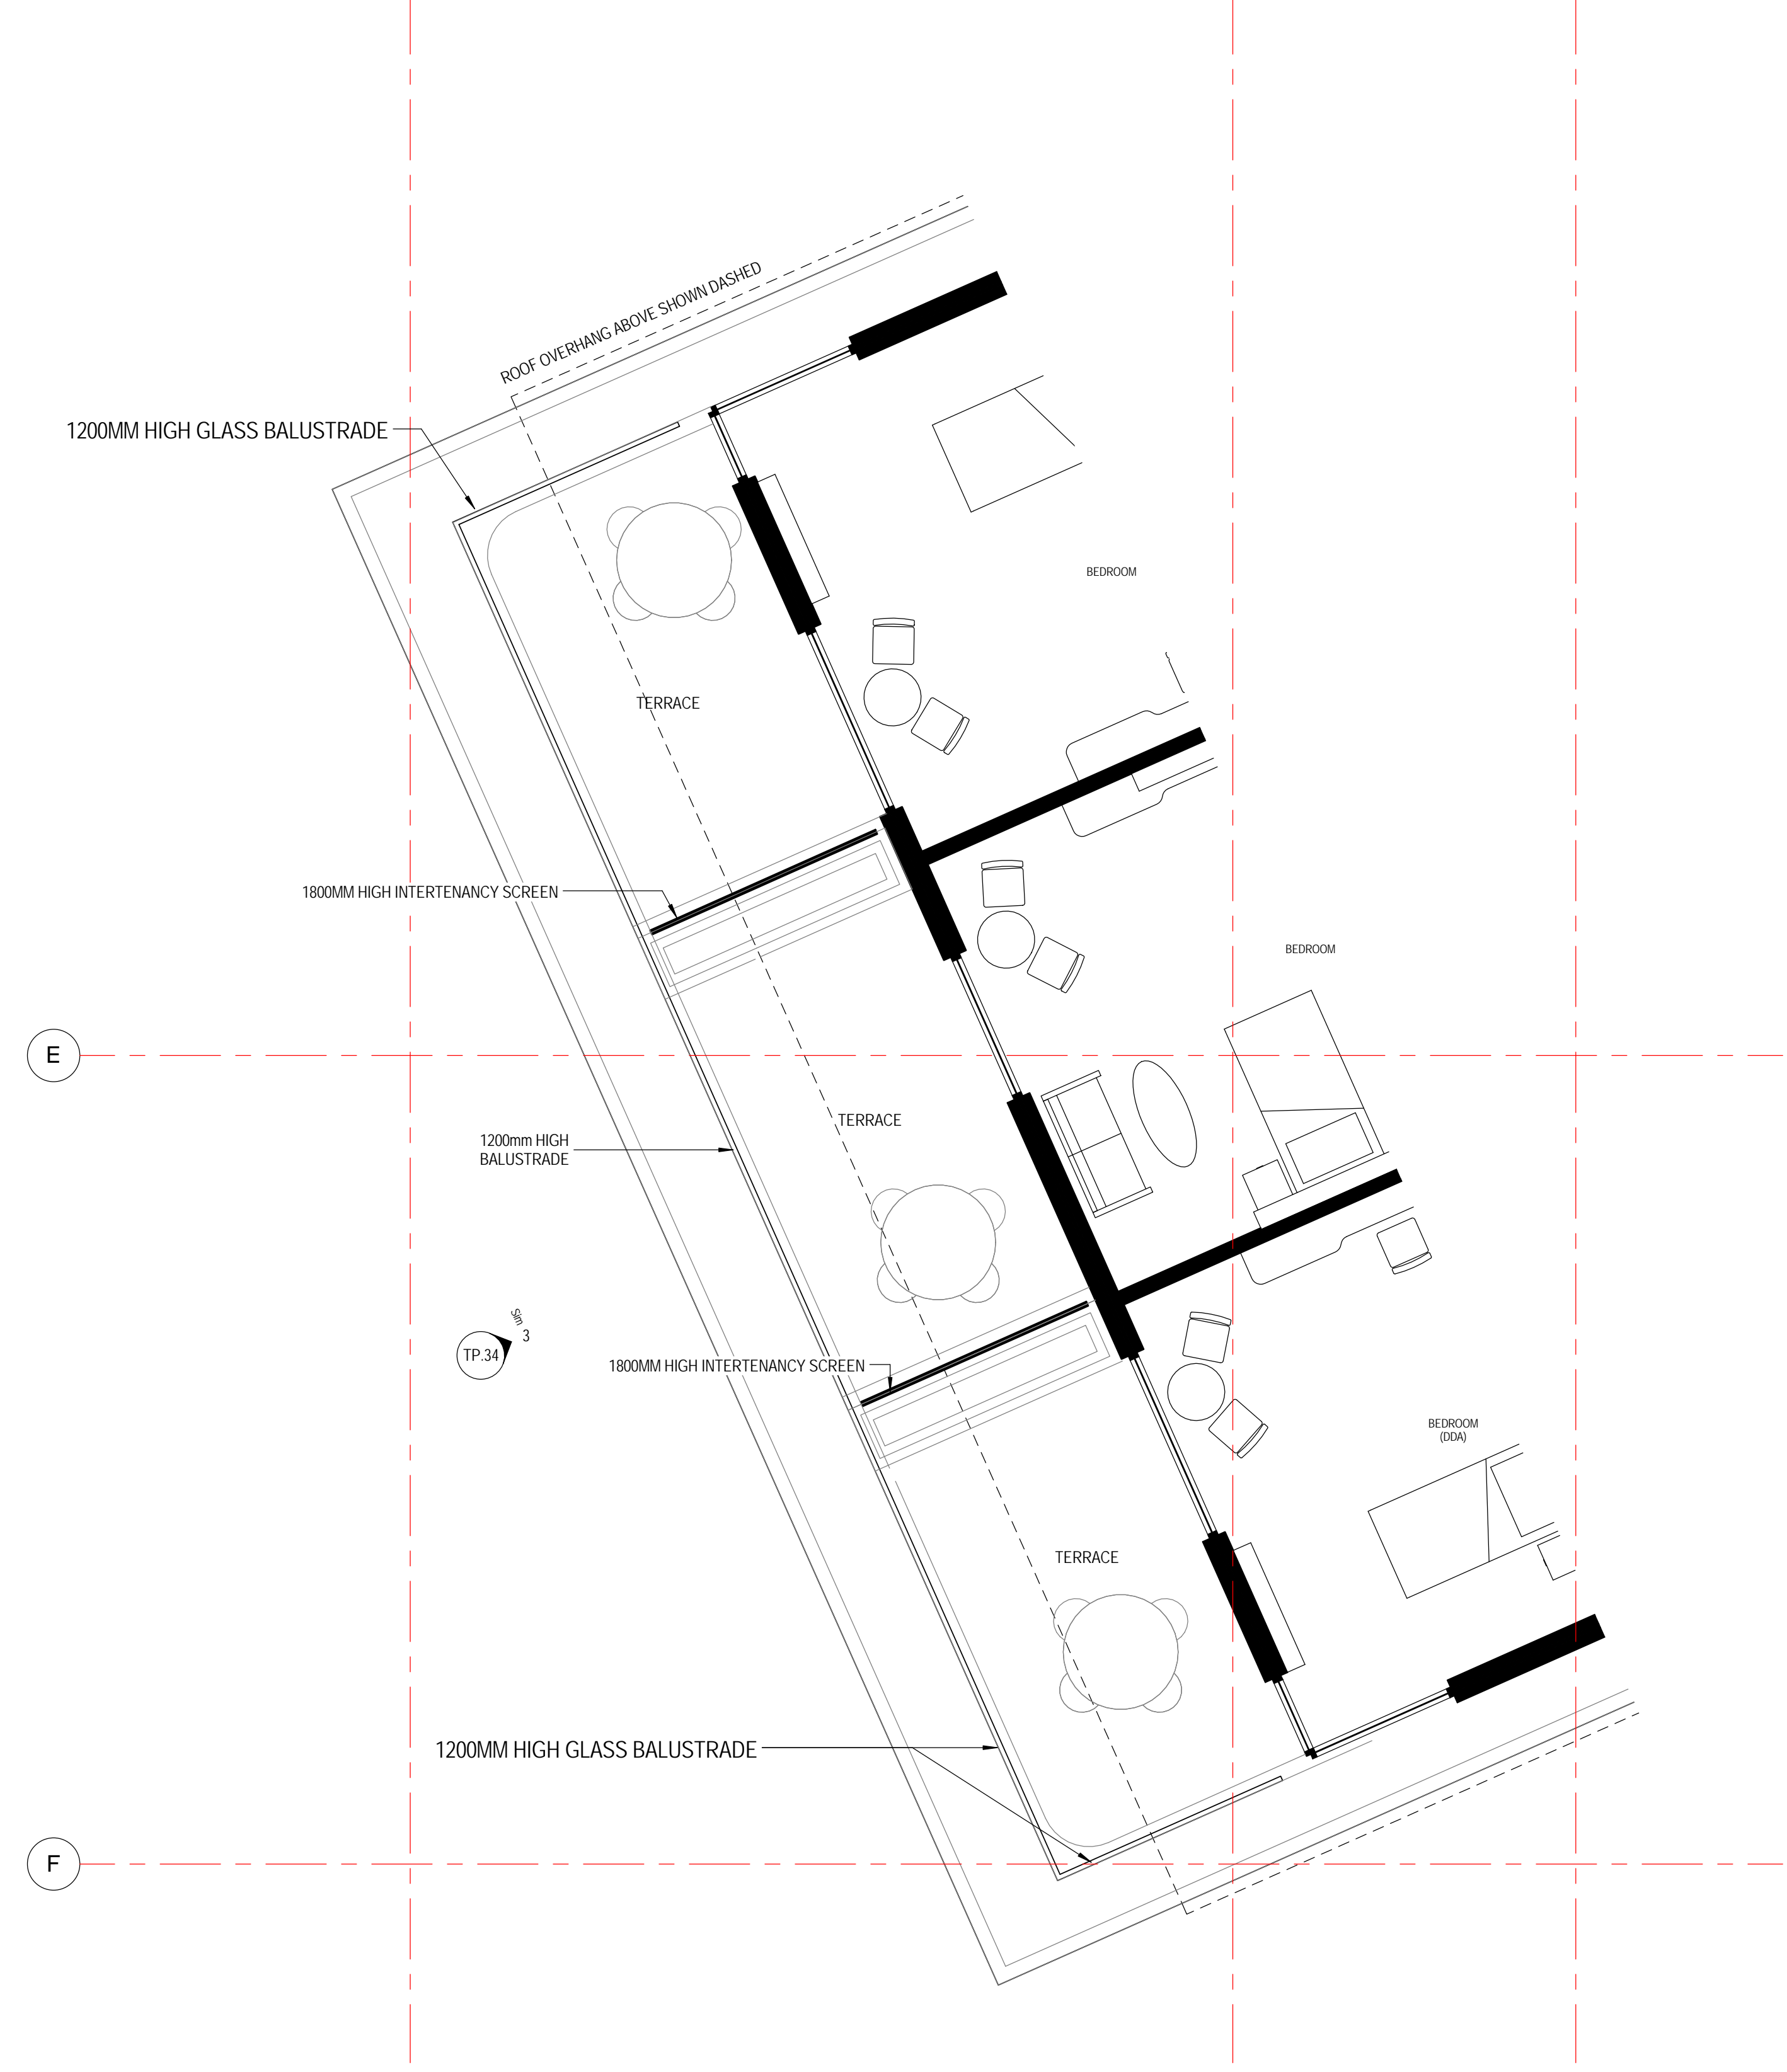 ROOF OVERHANG ABOVE SHOWN DASHED
1200MM HIGH GLASS BALUSTRADE
BEDROOM
TERRACE
1800MM HIGH INTERTENANCY SCREEN
BEDROOM
E
TERRACE
1200mm HIGH
BALUSTRADE
Sim
3
TP.34
1800MM HIGH INTERTENANCY SCREEN
BEDROOM
(DDA)
TERRACE
1200MM HIGH GLASS BALUSTRADE
F